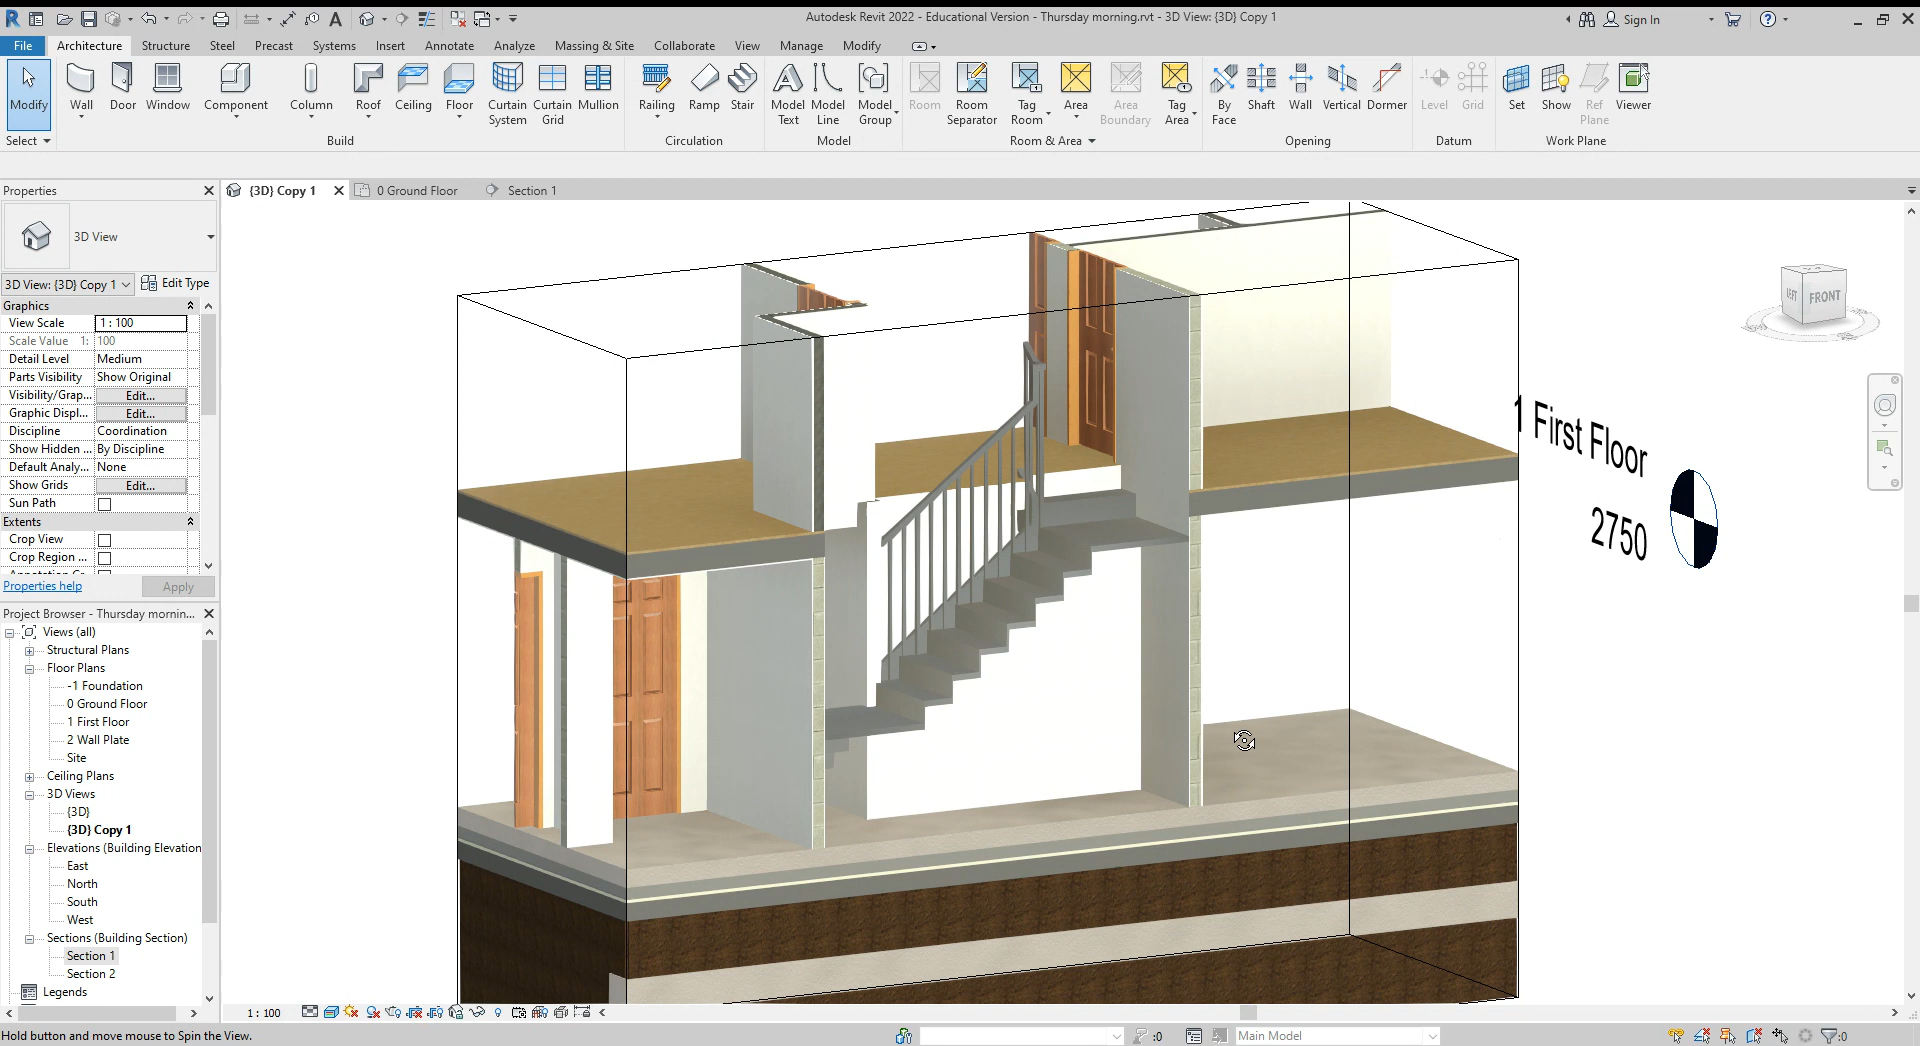 Autodesk Revit 2022 - Educational Version - Thursday morning.rvt - 3D View: {3D} Copy 1
Sign In
File Architecture Structure Steel Precast Systems Insert Annotate Analyze Massing & Site Collaborate View Manage Modify
Modify Wall Door Window Component Column Roof Ceiling Floor Curtain System Curtain Grid Mullion Railing Ramp Stair Model Text Model Line Model Group Room Room Separator Tag Room Area Area Boundary Tag Area By Face Shaft Wall Vertical Dormer Level Grid Set Show Ref Plane Viewer
Select Build Circulation Model Room & Area Opening Datum Work Plane
Properties
{3D} Copy 1
0 Ground Floor
Section 1
3D View
3D View: {3D} Copy 1
Edit Type
Graphics
View Scale 1 : 100
Scale Value 1: 100
Detail Level Medium
Parts Visibility Show Original
Visibility/Grap... Edit...
Graphic Displ... Edit...
Discipline Coordination
Show Hidden ... By Discipline
Default Analy... None
Show Grids Edit...
Sun Path
Extents
Crop View
Crop Region ...
Properties help
Apply
Project Browser - Thursday mornin...
Views (all)
Structural Plans
Floor Plans
-1 Foundation
0 Ground Floor
1 First Floor
2 Wall Plate
Site
Ceiling Plans
3D Views
{3D}
{3D} Copy 1
Elevations (Building Elevation
East
North
South
West
Sections (Building Section)
Section 1
Section 2
Legends
LEFT
FRONT
1 First Floor
2750
1 : 100
Hold button and move mouse to Spin the View.
:0
Main Model
:0